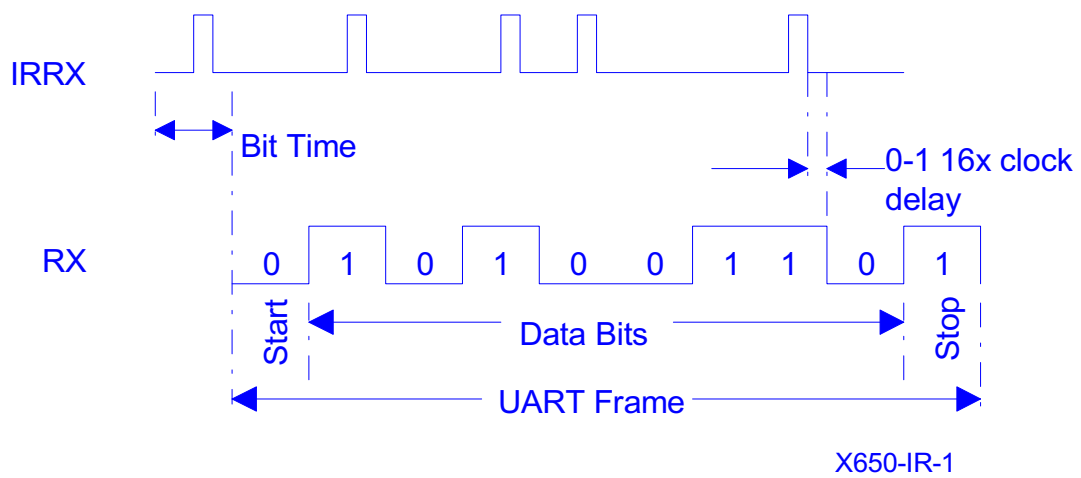 IRRX
Bit Time
0-1 16x clock
delay
RX
0 1 0 1 0 0 1 1 0 1
Start
Data Bits
Stop
UART Frame
X650-IR-1